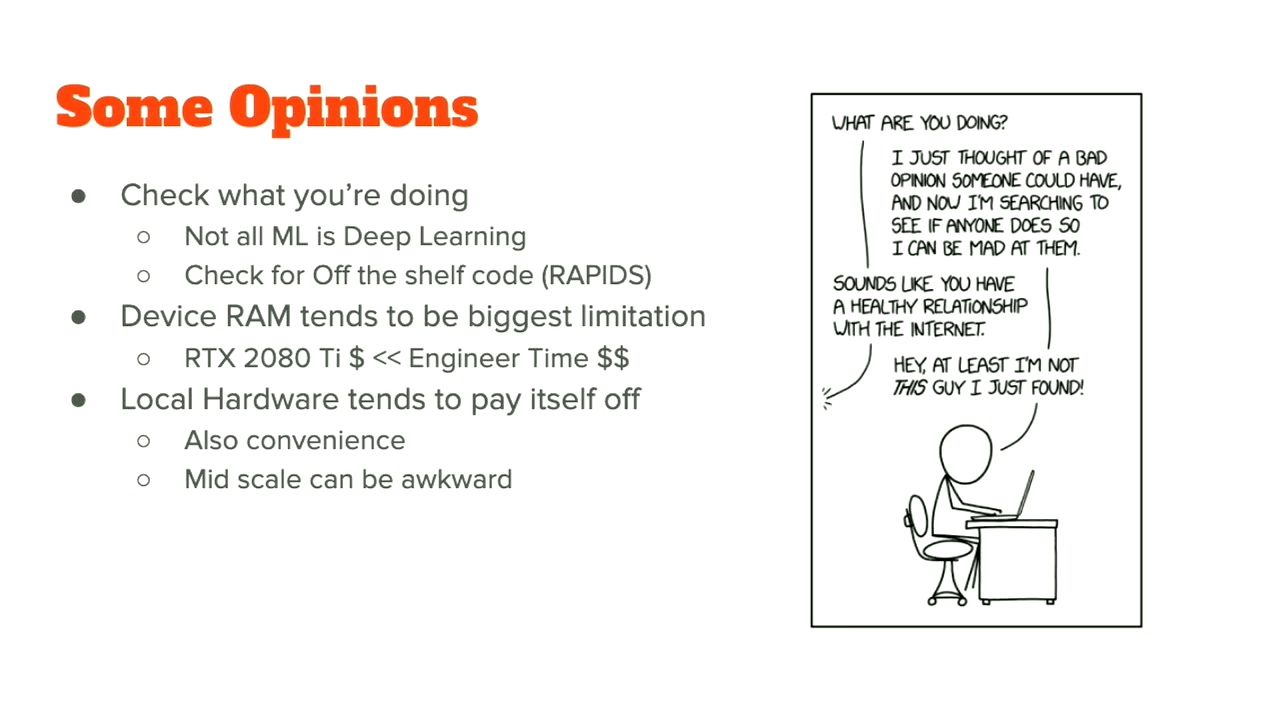 Some Opinions
● Check what you're doing
○ Not all ML is Deep Learning
○ Check for Off the shelf code (RAPIDS)
● Device RAM tends to be biggest limitation
○ RTX 2080 Ti $ << Engineer Time $$
● Local Hardware tends to pay itself off
○ Also convenience
○ Mid scale can be awkward
WHAT ARE YOU DOING?
I JUST THOUGHT OF A BAD
OPINION SOMEONE COULD HAVE,
AND NOW I'M SEARCHING TO
SEE IF ANYONE DOES SO
I CAN BE MAD AT THEM.
SOUNDS LIKE YOU HAVE
A HEALTHY RELATIONSHIP
WITH THE INTERNET.
HEY, AT LEAST I'M NOT
THIS GUY I JUST FOUND!